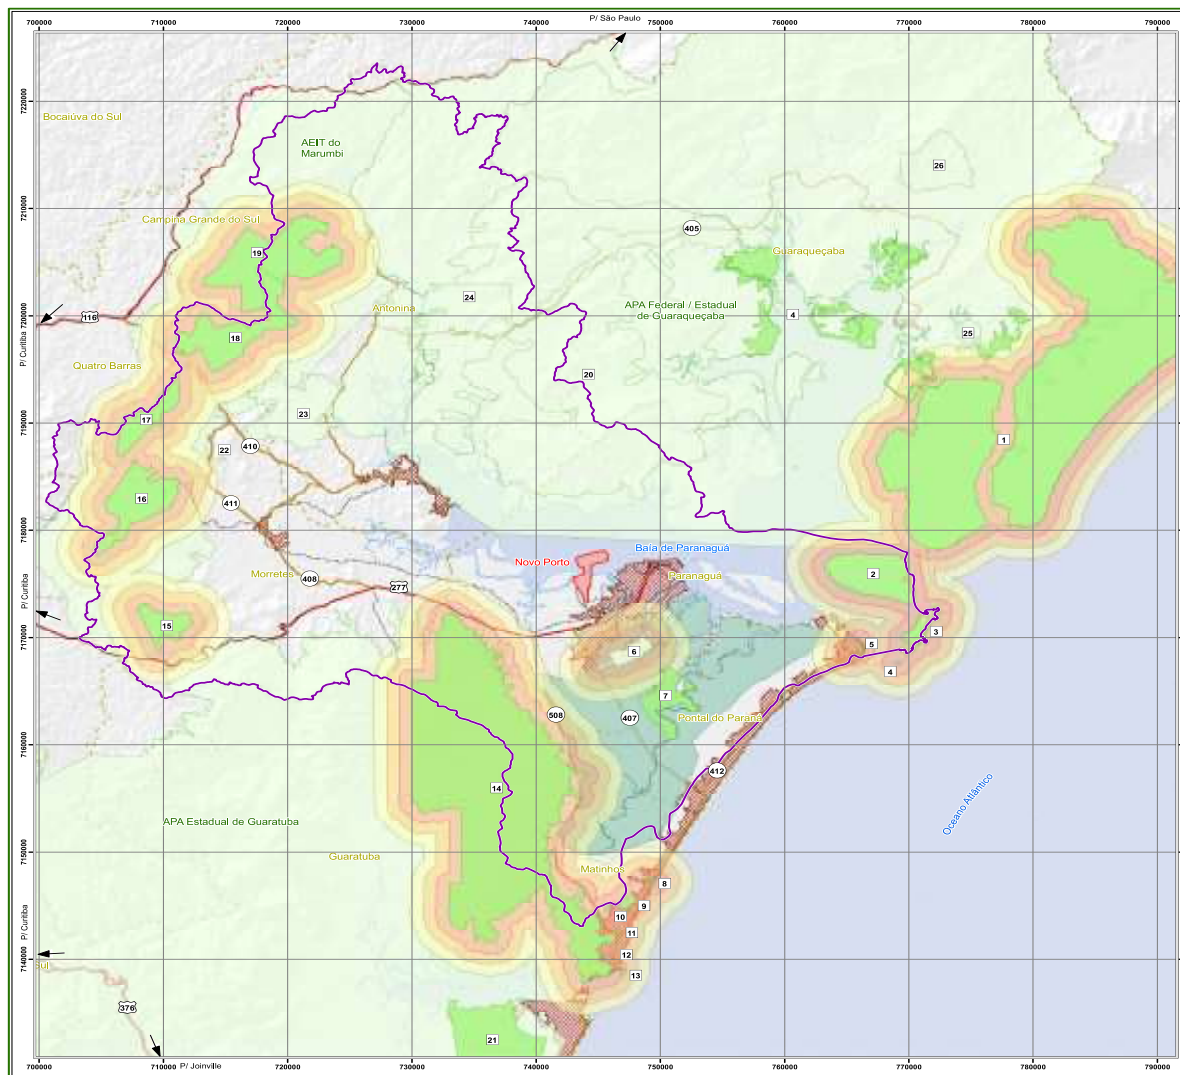 P/ São Paulo
700000 710000 720000 730000 740000 750000 760000 770000 780000 790000
7220000
7210000
7200000
7190000
7180000
7170000
7160000
7150000
7140000
Bocaiúva do Sul
AEIT do
Marumbi
26
Campina Grande do Sul
405
19
Guaraqueçaba
24
Antonina
APA Federal / Estadual
de Guaraqueçaba
4
116
P/ Curitiba
18
25
Quatro Barras
20
17
23
1
22
410
16
411
Novo Porto
Baía de Paranaguá
Paranaguá
2
Morretes
408
277
P/ Curitiba
15
3
5
6
4
7
508
407
Pontal do Paraná
412
14
Oceano Atlântico
APA Estadual de Guaratuba
Guaratuba
Matinhos
8
9
10
11
12
13
P/ Curitiba
Sul
376
21
P/ Joinville
700000 710000 720000 730000 740000 750000 760000 770000 780000 790000